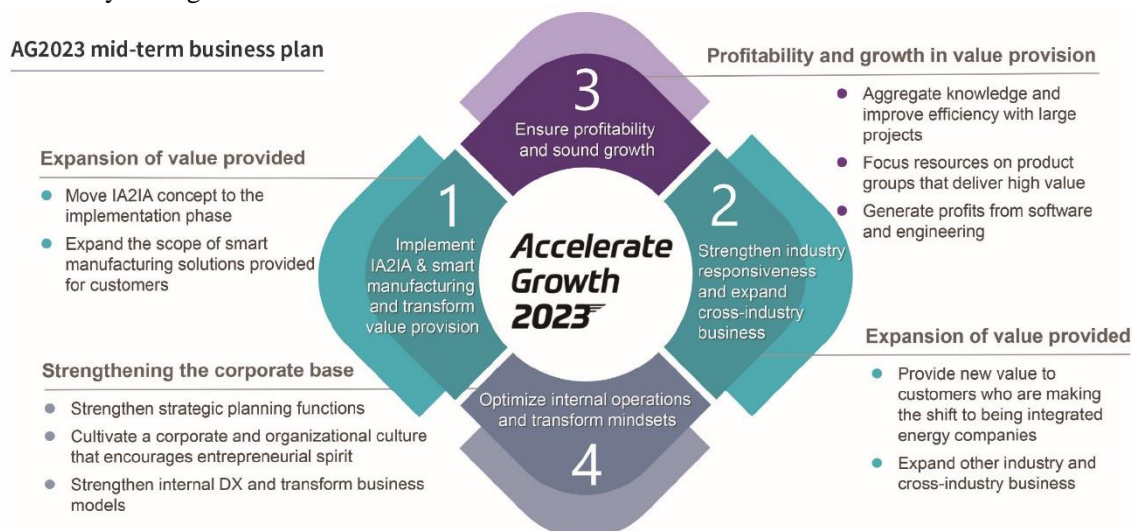 AG2023 mid-term business plan
Expansion of value provided
Move IA2IA concept to the
implementation phase
Expand the scope of smart
manufacturing solutions provided
for customers
Strengthening the corporate base
Strengthen strategic planning functions
Cultivate a corporate and organizational culture
that encourages entrepreneurial spirit
Strengthen internal DX and transform business
models
3
Ensure profitability
and sound growth
1
Implement
IA2IA & smart
manufacturing
and transform
value provision
Accelerate
Growth
2023
2
Strengthen industry
responsiveness
and expand
cross-industry
business
Optimize internal operations
and transform mindsets
4
Profitability and growth in value provision
Aggregate knowledge and
improve efficiency with large
projects
Focus resources on product
groups that deliver high value
Generate profits from software
and engineering
Expansion of value provided
Provide new value to
customers who are making
the shift to being integrated
energy companies
Expand other industry and
cross-industry business